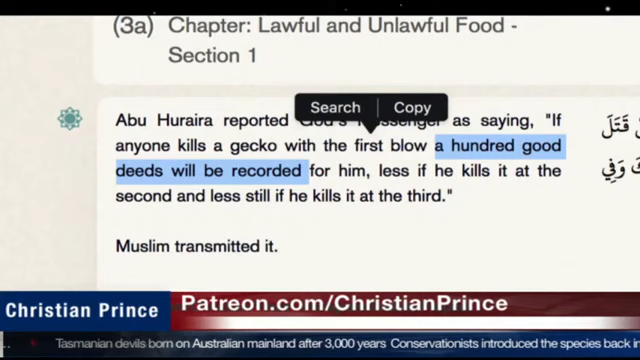 (3a) Chapter: Lawful and Unlawful Food -
Section 1
Search Copy
Abu Huraira reported as saying, "If
قَتَلَ
anyone kills a gecko with the first blow a hundred good
deeds will be recorded for him, less if he kills it at the
وَفِي
second and less still if he kills it at the third."
Muslim transmitted it.
Christian Prince
Patreon.com/ChristianPrince
Tasmanian devils born on Australian mainland after 3,000 years Conservationists introduced the species back in